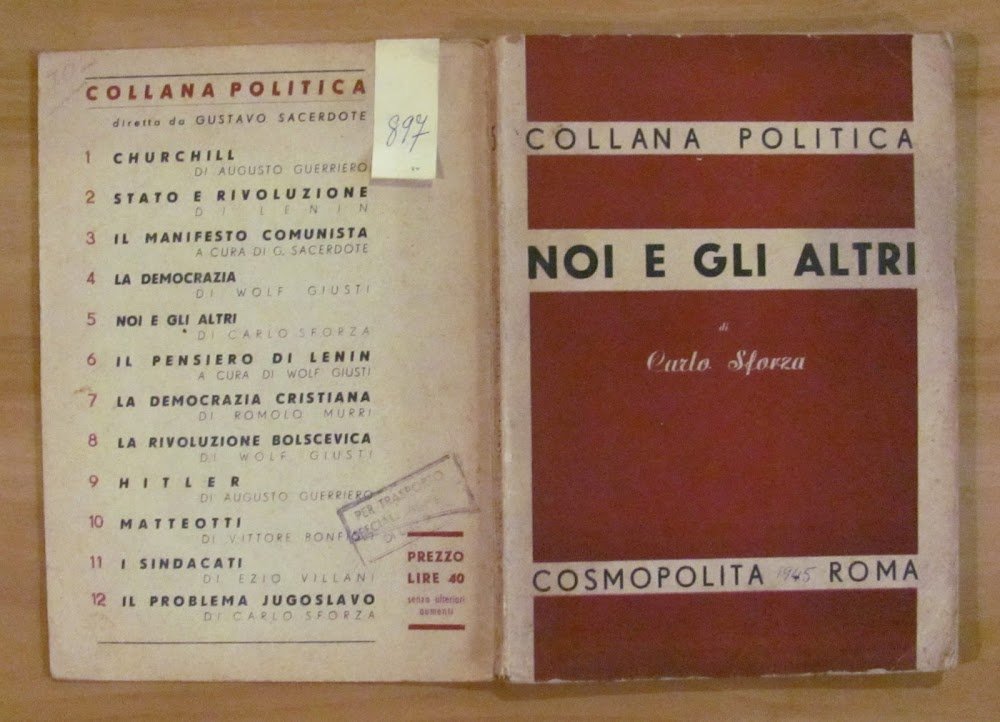 COLLANA POLITICA
diretta da GUSTAVO SACERDOTE
897
1 CHURCHILL
DI AUGUSTO GUERRIERO
2 STATO E RIVOLUZIONE
DI LENIN
3 IL MANIFESTO COMUNISTA
A CURA DI G. SACERDOTE
4 LA DEMOCRAZIA
DI WOLF GIUSTI
5 NOI E GLI ALTRI
DI CARLO SFORZA
6 IL PENSIERO DI LENIN
A CURA DI WOLF GIUSTI
7 LA DEMOCRAZIA CRISTIANA
DI ROMOLO MURRI
8 LA RIVOLUZIONE BOLSCEVICA
DI WOLF GIUSTI
9 HITLER
DI AUGUSTO GUERRIERO
10 MATTEOTTI
DI VITTORE
11 I SINDACATI
DI EZIO VILLANI
12 IL PROBLEMA JUGOSLAVO
DI CARLO SFORZA
PER TRASPORTO
PREZZO
LIRE 40
senza ulteriori
aumenti
COLLANA POLITICA
NOI E GLI ALTRI
di
Carlo Sforza
COSMOPOLITA 1945 ROMA